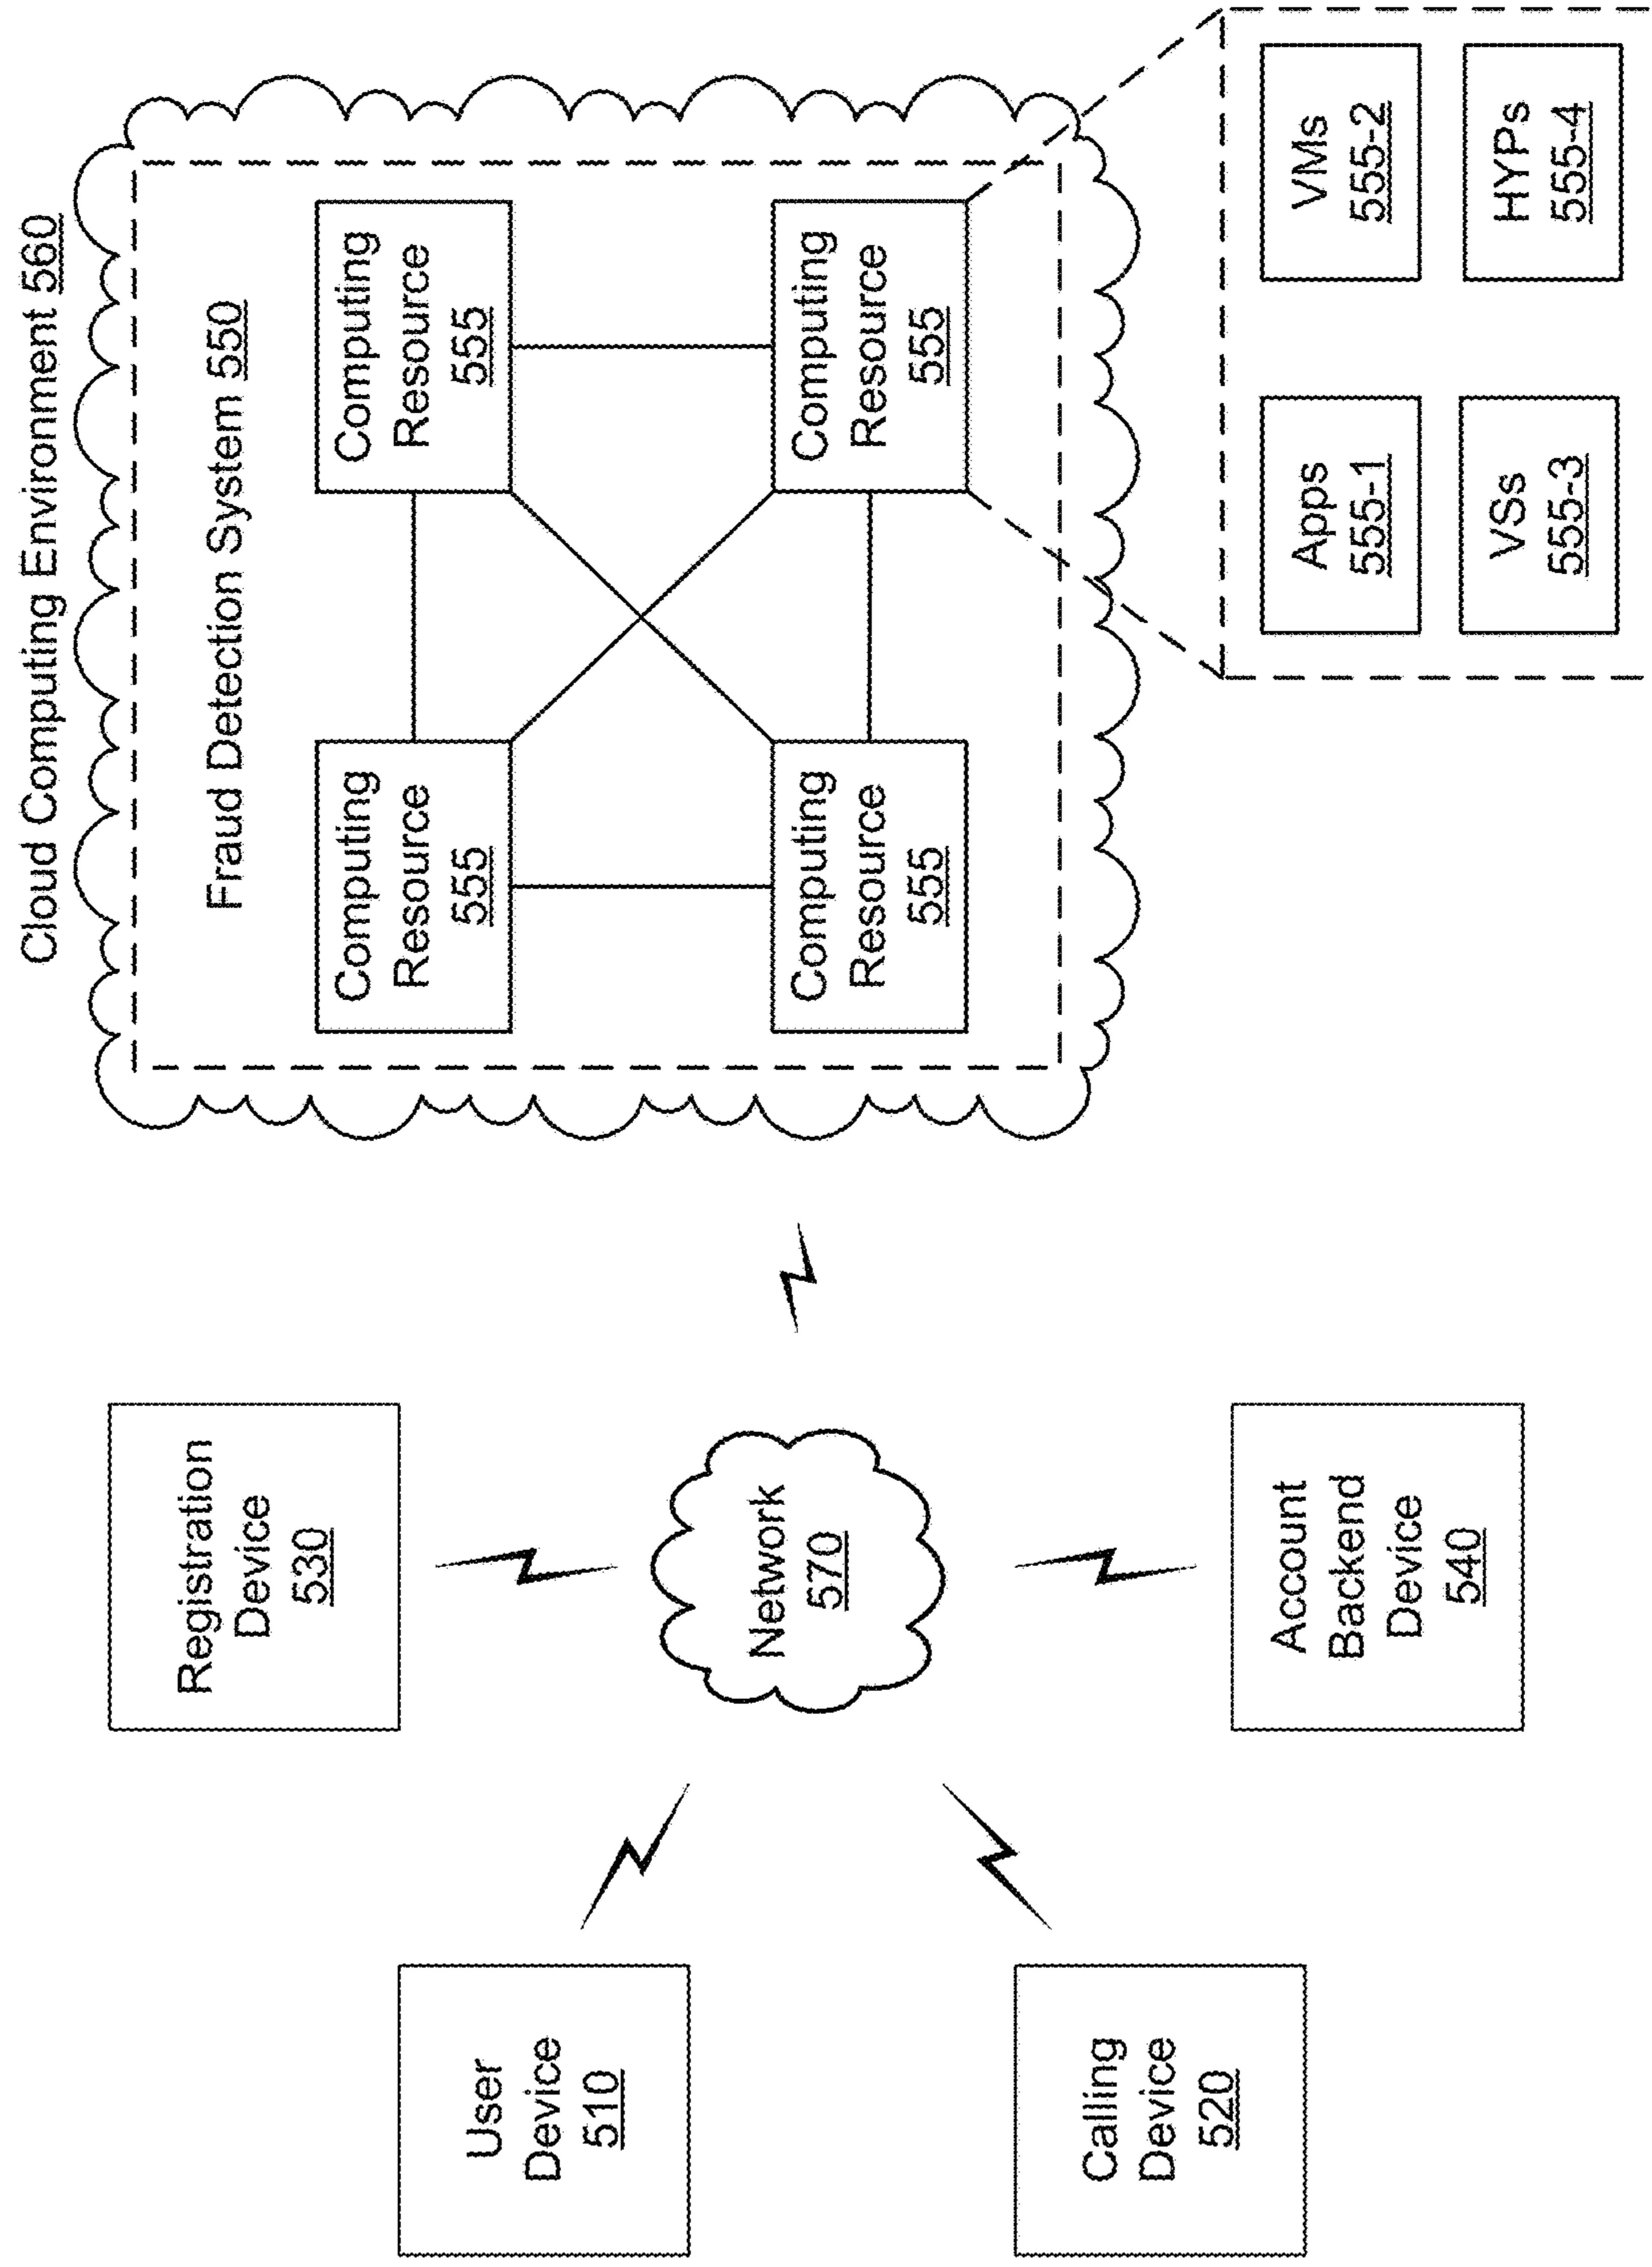 Cloud Computing Environment 560
Fraud Detection System 550
Computing
Resource
555
Computing
Resource
555
Computing
Resource
555
Computing
Resource
555
Registration
Device
530
User
Device
510
Network
570
Calling
Device
520
Account
Backend
Device
540
Apps
555-1
VMs
555-2
VSs
555-3
HYPs
555-4